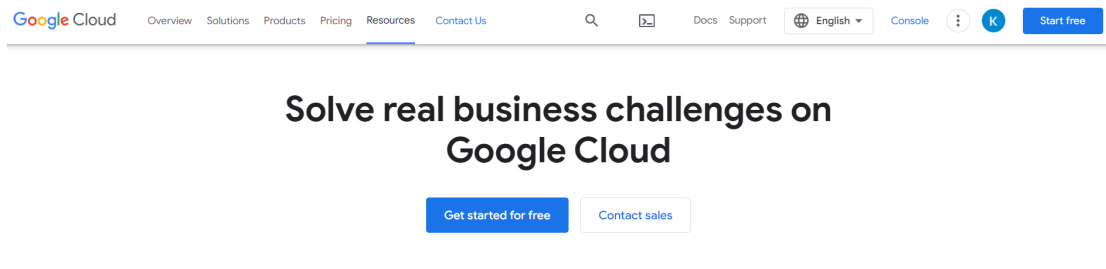 Google Cloud Overview Solutions Products Pricing Resources Contact Us Docs Support English Console K Start free
Solve real business challenges on
Google Cloud
Get started for free Contact sales